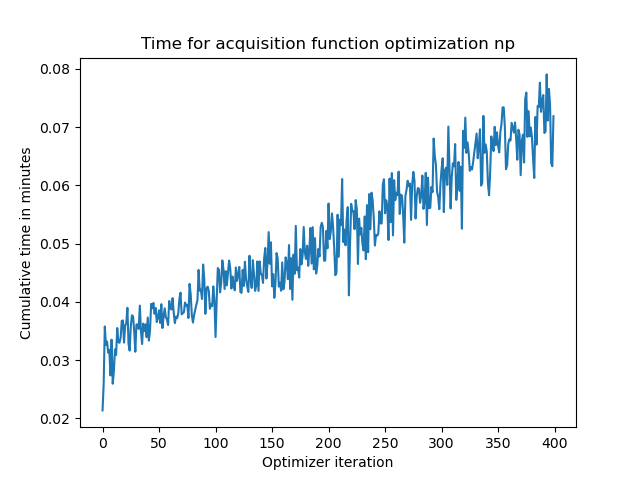 Time for acquisition function optimization np
Cumulative time in minutes
0.08
0.07
0.06
0.05
0.04
0.03
0.02
0 50 100 150 200 250 300 350 400
Optimizer iteration